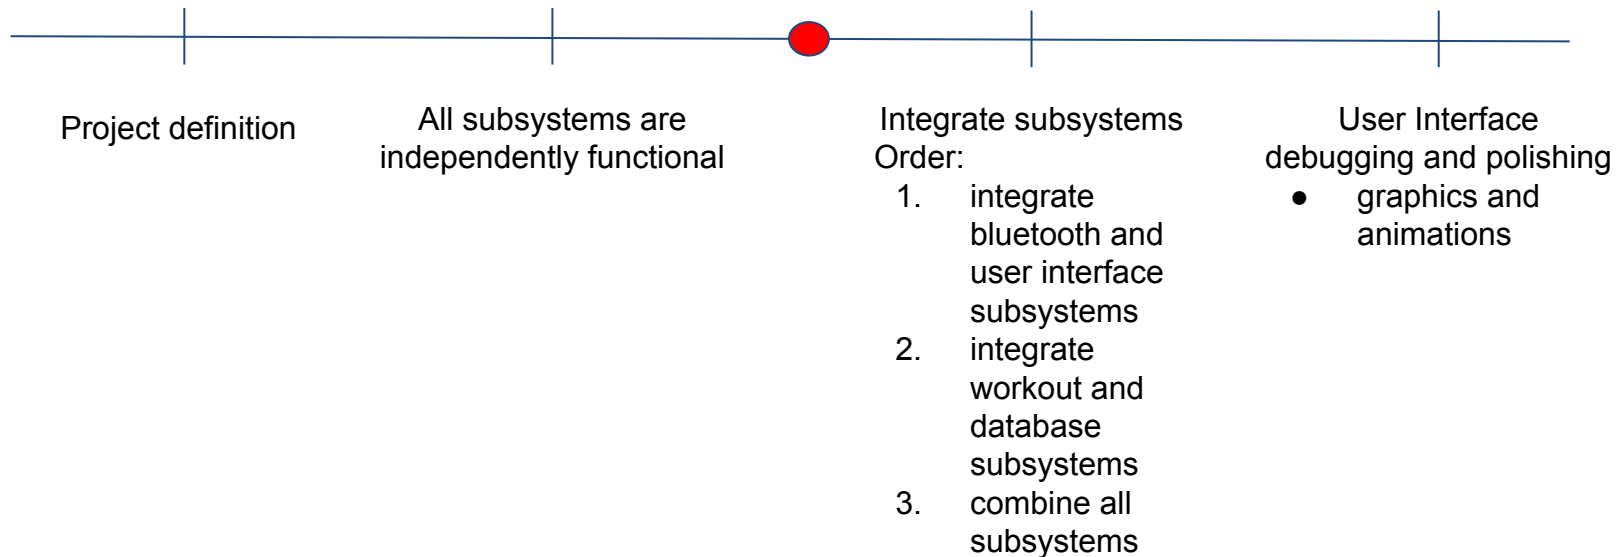 Project definition
All subsystems are
independently functional
Integrate subsystems
Order:
1. integrate
bluetooth and
user interface
subsystems
2. integrate
workout and
database
subsystems
3. combine all
subsystems
User Interface
debugging and polishing
● graphics and
animations